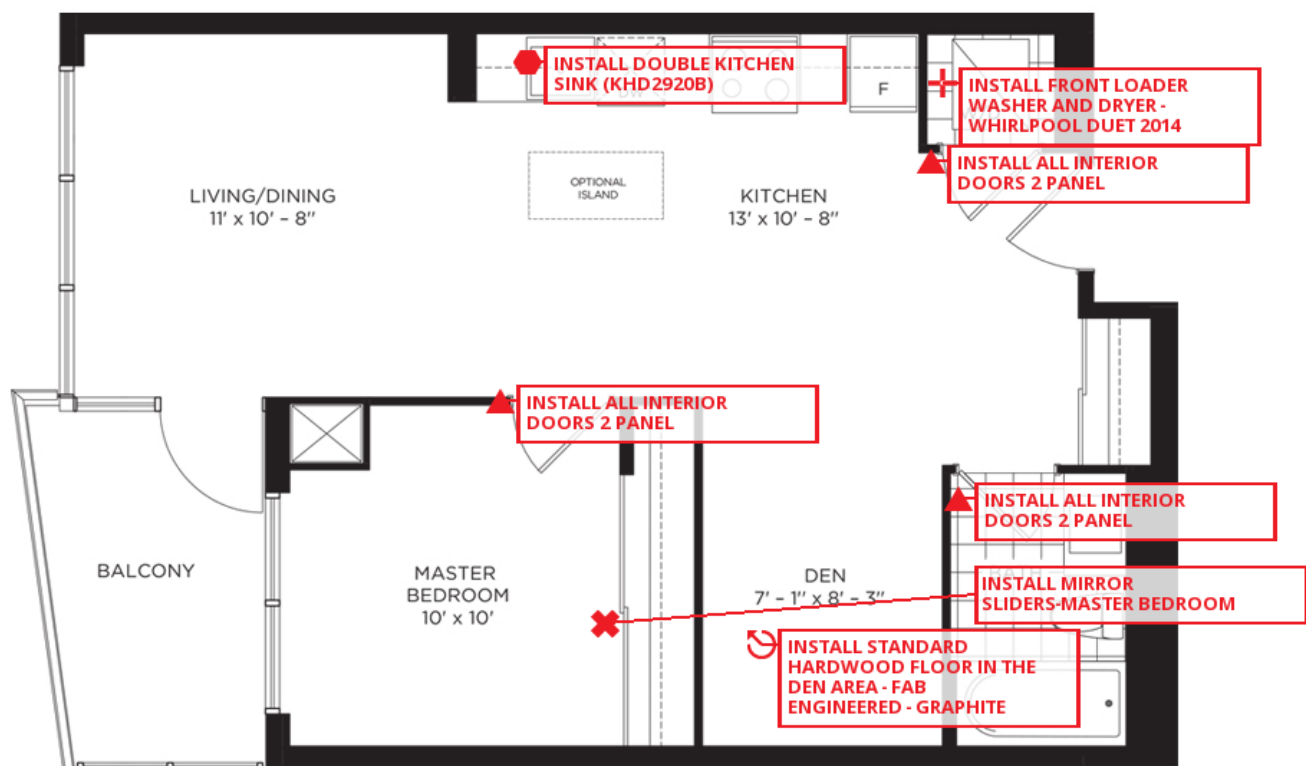 INSTALL DOUBLE KITCHEN
SINK (KHD2920B)
F
INSTALL FRONT LOADER
WASHER AND DRYER -
WHIRLPOOL DUET 2014
INSTALL ALL INTERIOR
DOORS 2 PANEL
LIVING/DINING
11' x 10' – 8"
OPTIONAL
ISLAND
KITCHEN
13' x 10' – 8"
INSTALL ALL INTERIOR
DOORS 2 PANEL
INSTALL ALL INTERIOR
DOORS 2 PANEL
BALCONY
MASTER
BEDROOM
10' x 10'
DEN
7' – 1" x 8' – 3"
BATH
INSTALL MIRROR
SLIDERS-MASTER BEDROOM
INSTALL STANDARD
HARDWOOD FLOOR IN THE
DEN AREA - FAB
ENGINEERED - GRAPHITE